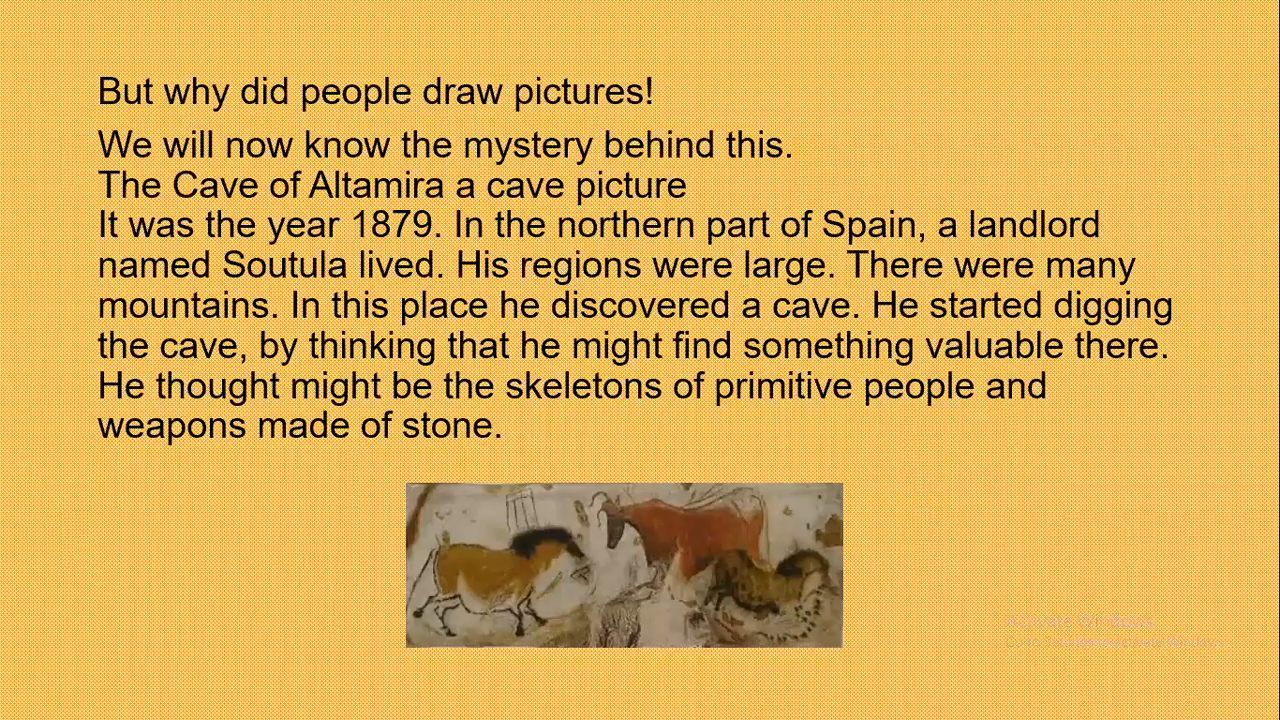 But why did people draw pictures!
We will now know the mystery behind this.
The Cave of Altamira a cave picture
It was the year 1879. In the northern part of Spain, a landlord
named Soutula lived. His regions were large. There were many
mountains. In this place he discovered a cave. He started digging
the cave, by thinking that he might find something valuable there.
He thought might be the skeletons of primitive people and
weapons made of stone.
Activate Windows